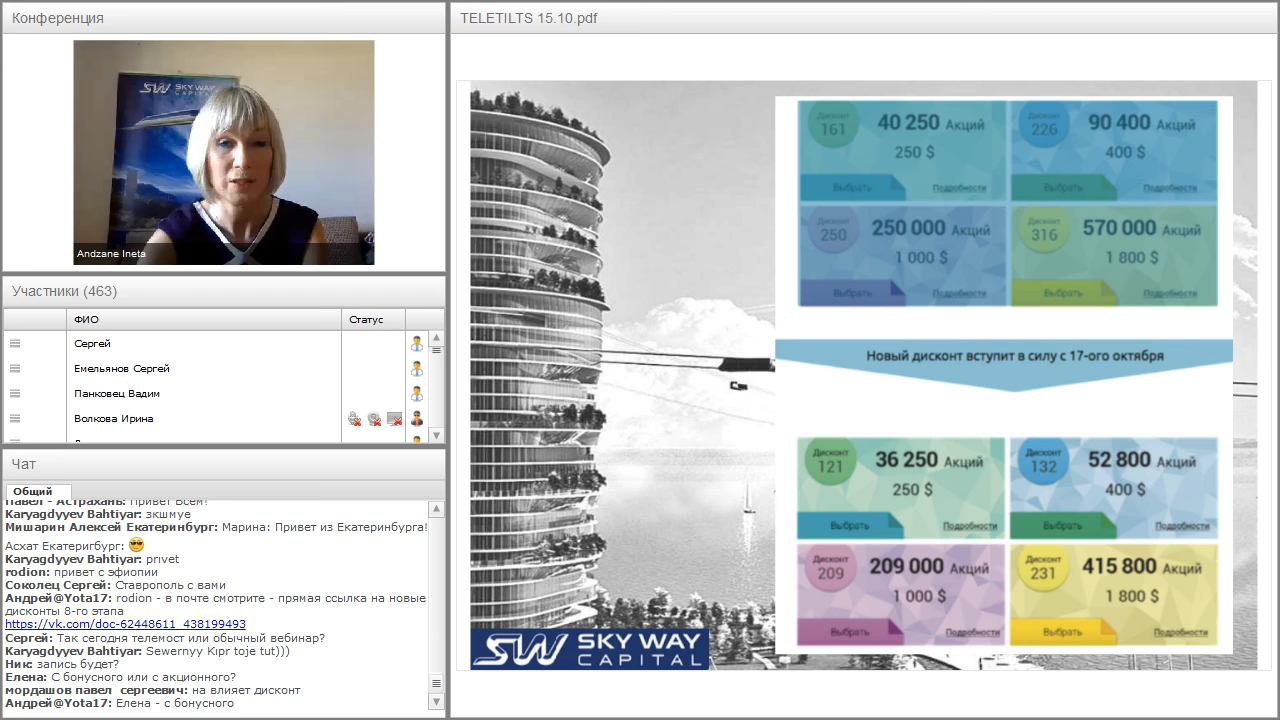 Конференция
SW SKY WAY
CAPITAL
Andzane Ineta
Участники (463)
ФИО
Статус
Сергей
Емельянов Сергей
Панковец Вадим
Волкова Ирина
Чат
Общий
Павел - Астрахань: Привет Всем!
Karyagdyyev Bahtiyar: экшмуе
Мишарин Алексей Екатеринбург: Марина: Привет из Екатеринбурга!
Асхат Екатеригбург:
Karyagdyyev Bahtiyar: privet
rodion: привет с эфиопии
Соколец Сергей: Ставрополь с вами
Андрей@Yota17: rodion - в почте смотрите - прямая ссылка на новые
дисконты 8-го этапа
https://vk.com/doc-62448611_438199493
Сергей: Так сегодня телемост или обычный вебинар?
Karyagdyyev Bahtiyar: Sewernyy Kipr toje tut)))
Ник: запись будет?
Елена: С бонусного или с акционного?
мордашов павел сергеевич: на влияет дисконт
Андрей@Yota17: Елена - с бонусного
TELETILTS 15.10.pdf
Дисконт
161
40 250 Акций
250 $
Выбрать
Подробности
Дисконт
226
90 400 Акций
400 $
Выбрать
Подробности
Дисконт
250
250 000 Акций
1 000 $
Выбрать
Подробности
Дисконт
316
570 000 Акций
1 800 $
Выбрать
Подробности
Новый дисконт вступит в силу с 17-ого октября
Дисконт
121
36 250 Акций
250 $
Выбрать
Подробности
Дисконт
132
52 800 Акций
400 $
Выбрать
Подробности
Дисконт
209
209 000 Акций
1 000 $
Выбрать
Подробности
Дисконт
231
415 800 Акций
1 800 $
Выбрать
Подробности
SW SKY WAY
CAPITAL